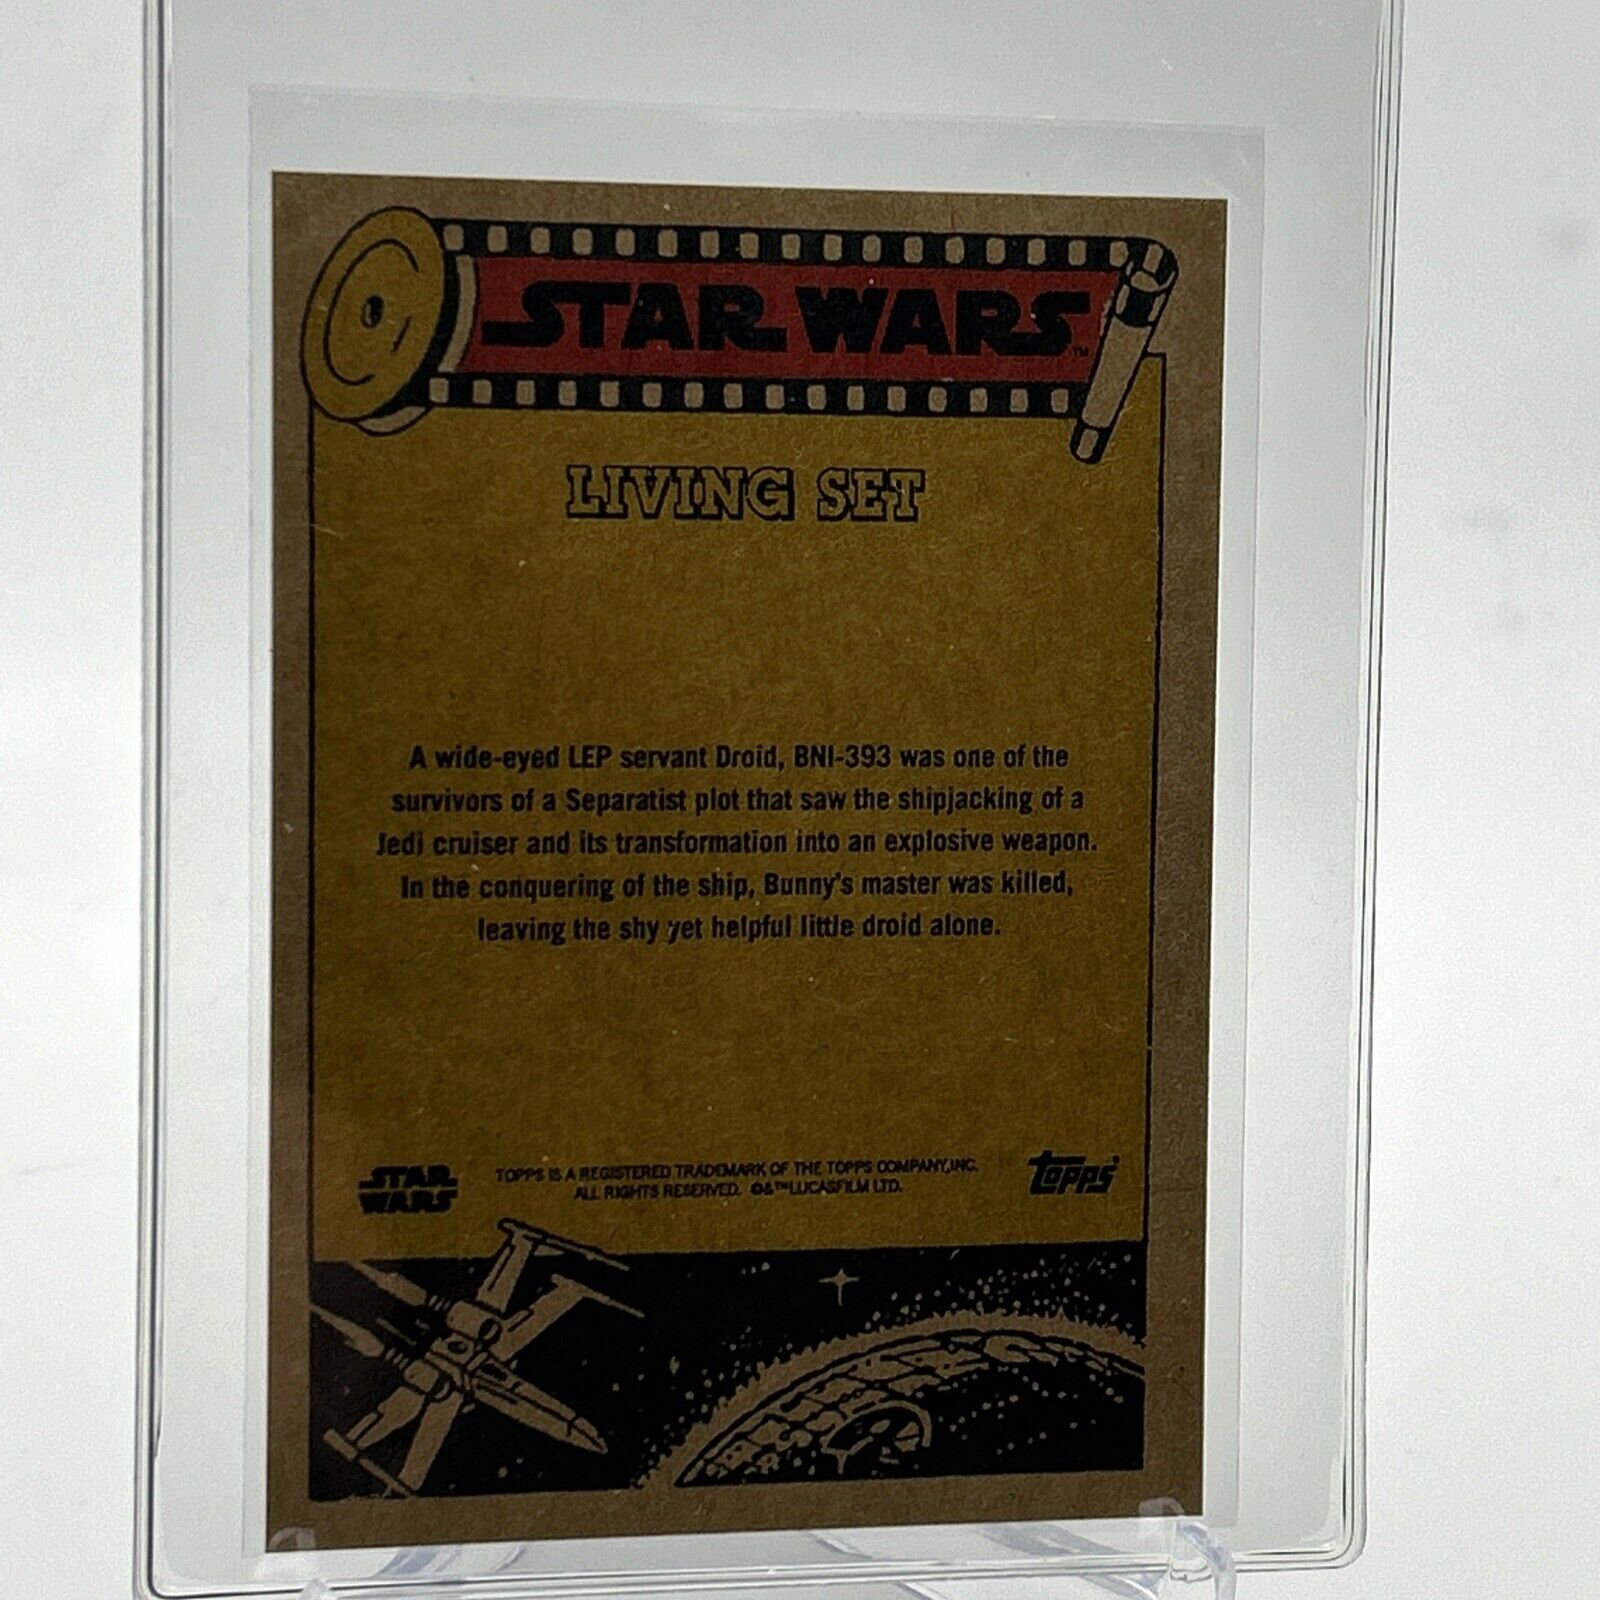 STAR WARS™
LIVING SET
A wide-eyed LEP servant Droid, BNI-393 was one of the
survivors of a Separatist plot that saw the shipjacking of a
Jedi cruiser and its transformation into an explosive weapon.
In the conquering of the ship, Bunny's master was killed,
leaving the shy yet helpful little droid alone.
STAR
WARS
TOPPS IS A REGISTERED TRADEMARK OF THE TOPPS COMPANY,INC.
ALL RIGHTS RESERVED. ©&™LUCASFILM LTD.
TOPPS